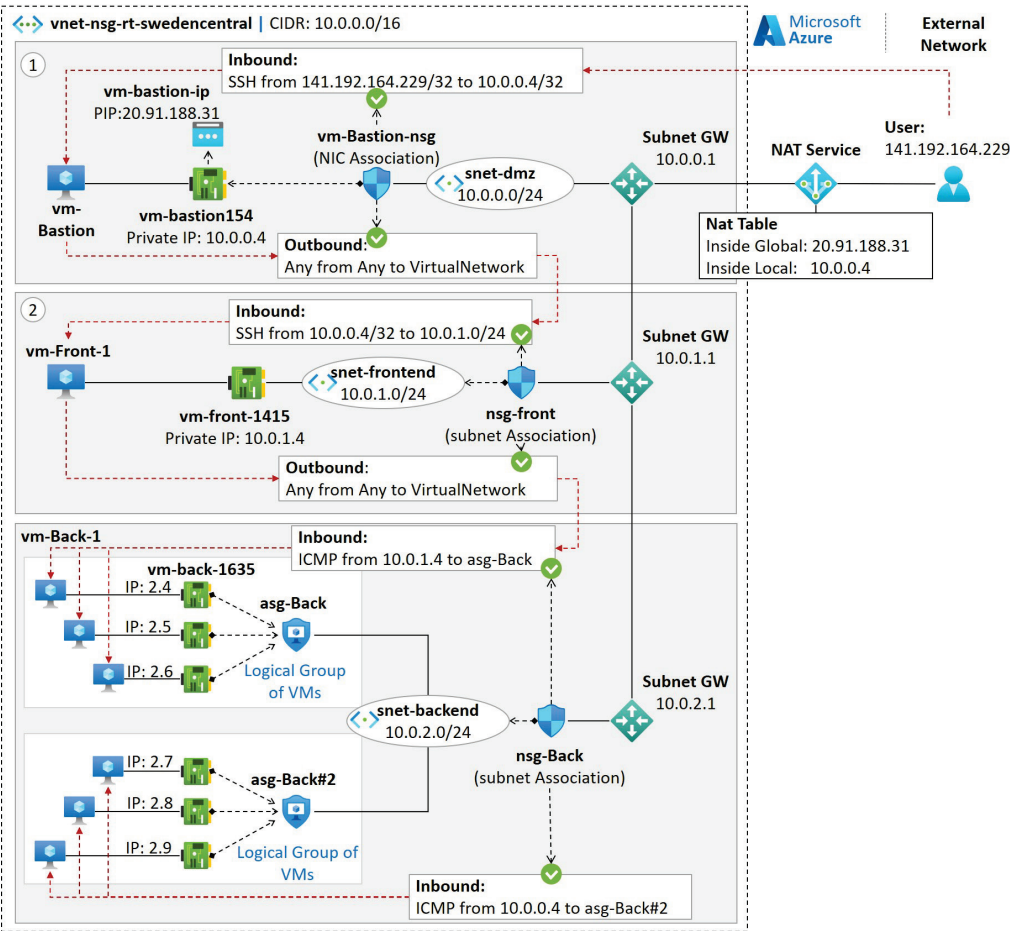 vnet-nsg-rt-swedencentral | CIDR: 10.0.0.0/16
Microsoft
Azure
External
Network
1
Inbound:
SSH from 141.192.164.229/32 to 10.0.0.4/32
vm-bastion-ip
PIP:20.91.188.31
vm-Bastion-nsg
(NIC Association)
Subnet GW
10.0.0.1
NAT Service
User:
141.192.164.229
snet-dmz
10.0.0.0/24
vm-
Bastion
vm-bastion154
Private IP: 10.0.0.4
Nat Table
Inside Global: 20.91.188.31
Inside Local: 10.0.0.4
Outbound:
Any from Any to VirtualNetwork
2
Inbound:
SSH from 10.0.0.4/32 to 10.0.1.0/24
Subnet GW
10.0.1.1
vm-Front-1
snet-frontend
10.0.1.0/24
vm-front-1415
Private IP: 10.0.1.4
nsg-front
(subnet Association)
Outbound:
Any from Any to VirtualNetwork
vm-Back-1
Inbound:
ICMP from 10.0.1.4 to asg-Back
vm-back-1635
IP: 2.4
asg-Back
IP: 2.5
IP: 2.6
Logical Group
of VMs
Subnet GW
10.0.2.1
snet-backend
10.0.2.0/24
nsg-Back
(subnet Association)
IP: 2.7
asg-Back#2
IP: 2.8
IP: 2.9
Logical Group of
VMs
Inbound:
ICMP from 10.0.0.4 to asg-Back#2